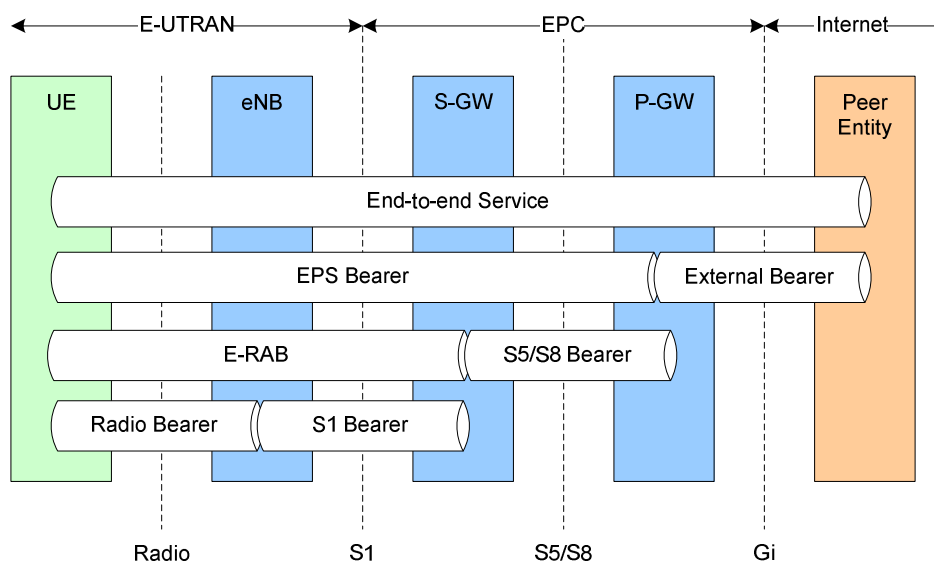 E-UTRAN
EPC
Internet
UE
eNB
S-GW
P-GW
Peer
Entity
End-to-end Service
EPS Bearer
External Bearer
E-RAB
S5/S8 Bearer
Radio Bearer
S1 Bearer
Radio
S1
S5/S8
Gi